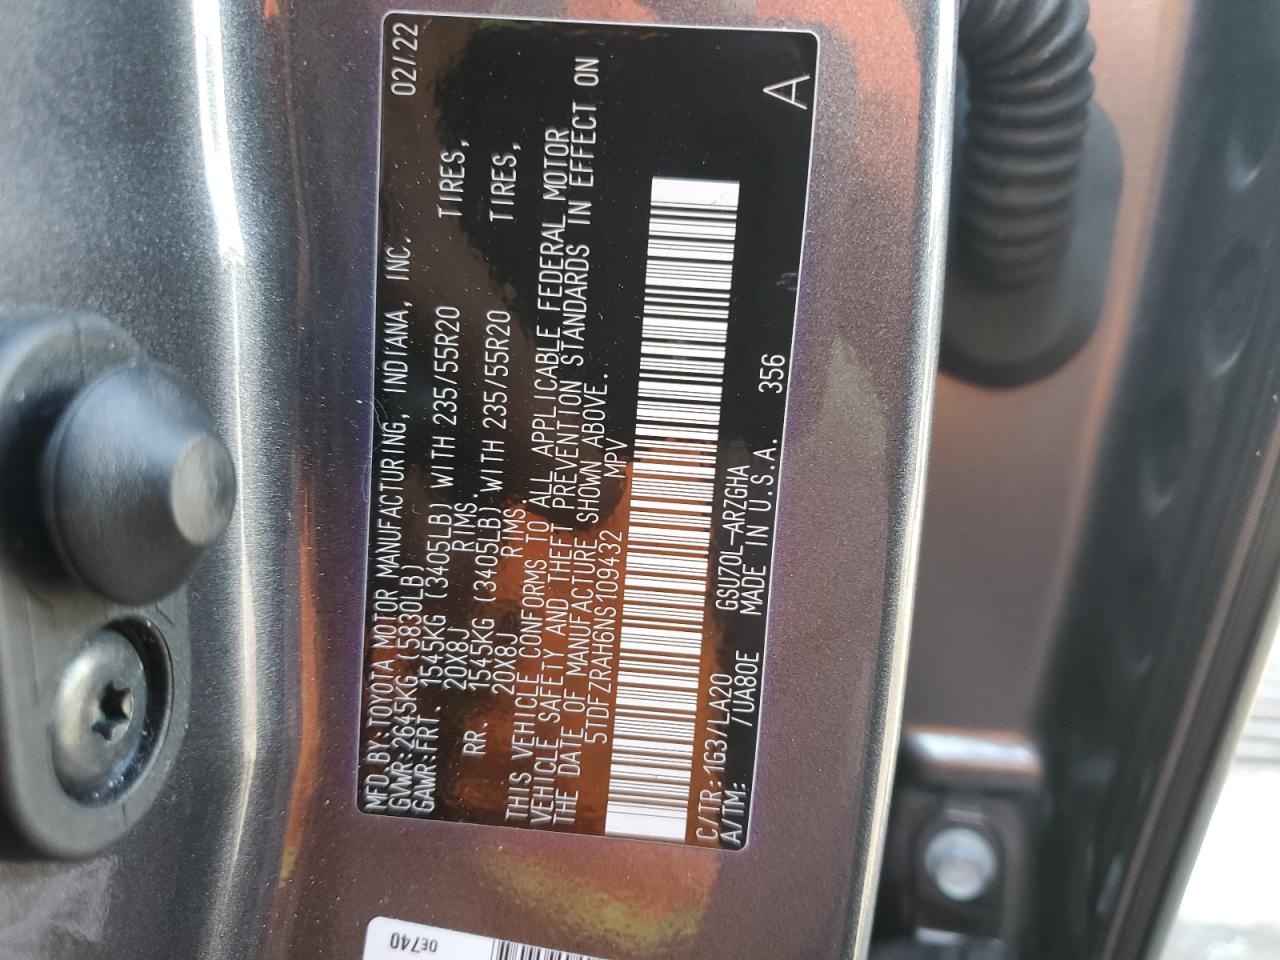 MFD.BY:TOYOTA MOTOR MANUFACTURING, INDIANA, INC. 02/22
GVWR:2645KG (5830LB)
GAWR:FRT. 1545KG (3405LB) WITH 235/55R20 TIRES,
20X8J RIMS.
RR. 1545KG (3405LB) WITH 235/55R20 TIRES,
20X8J RIMS.
THIS VEHICLE CONFORMS TO ALL APPLICABLE FEDERAL MOTOR
VEHICLE SAFETY AND THEFT PREVENTION STANDARDS IN EFFECT ON
THE DATE OF MANUFACTURE SHOWN ABOVE.
5TDFZRAH6NS109432 MPV
C/TR:1G3/LA20 GSU70L-ARZGHA
A/TM: /UA80E MADE IN U.S.A. 356 A
0E740